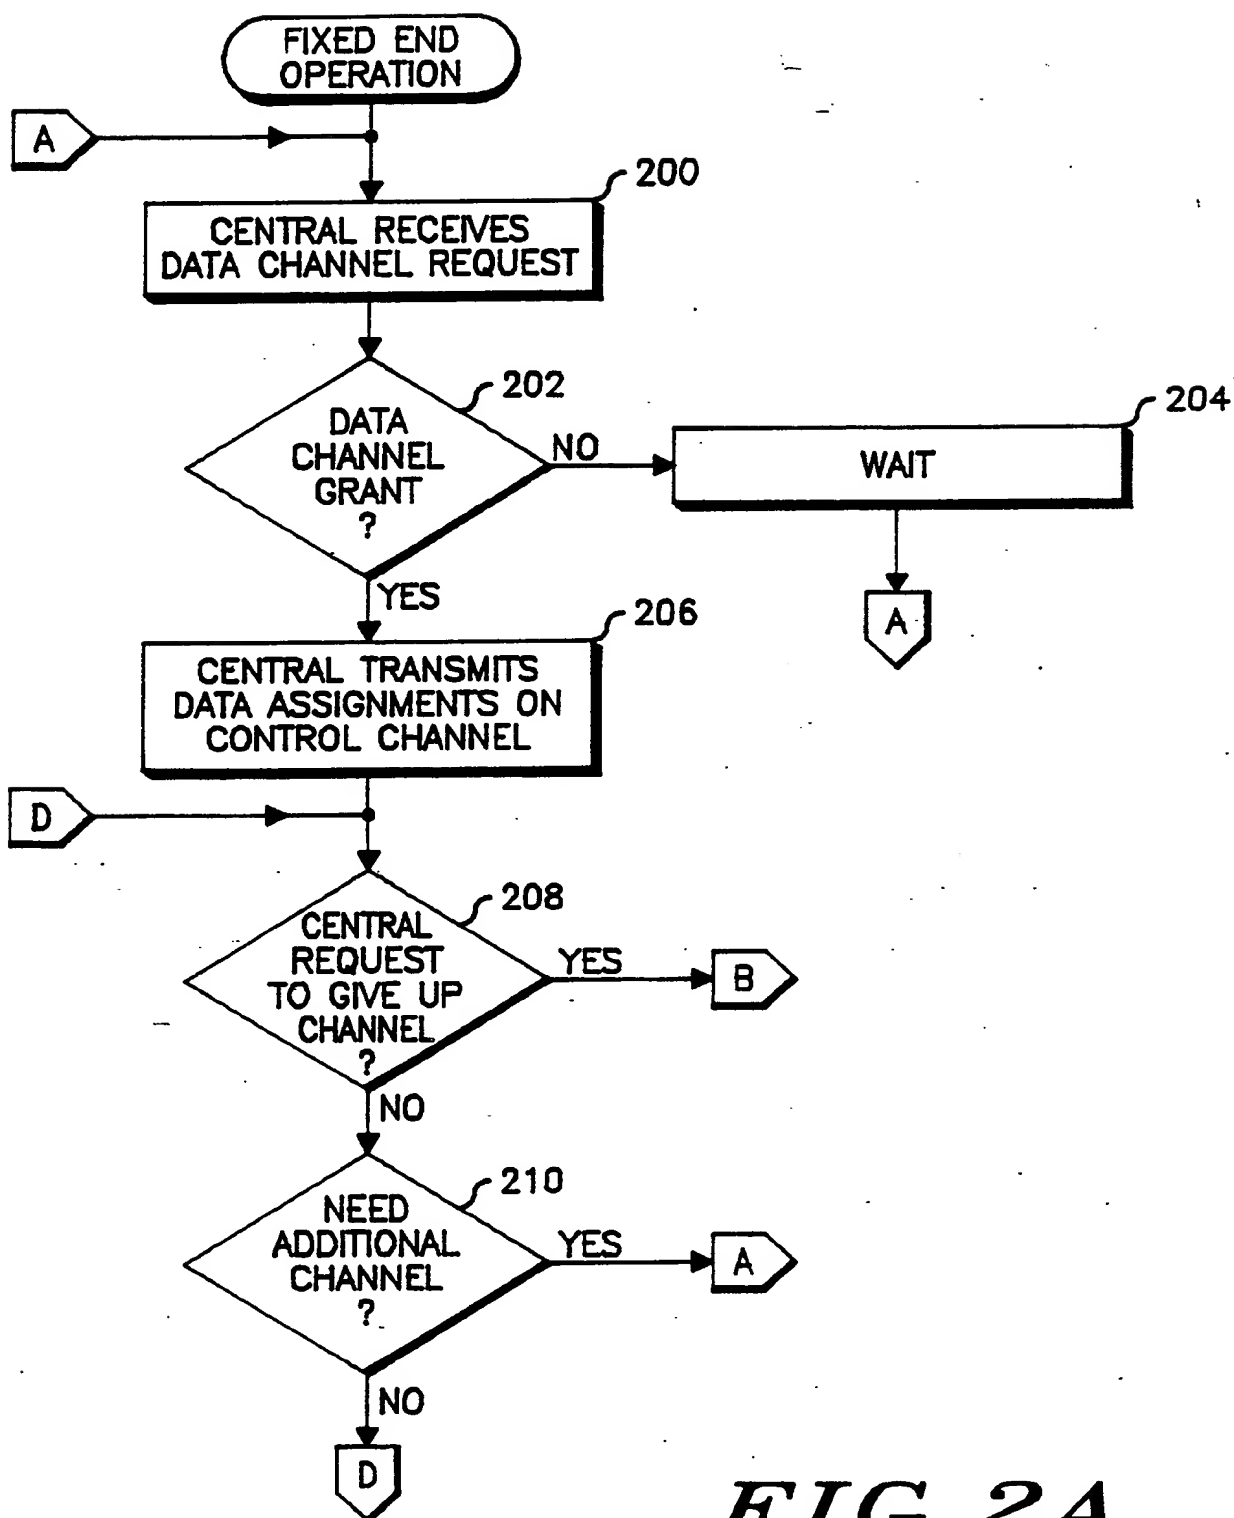 FIXED END
OPERATION
A
200
CENTRAL RECEIVES
DATA CHANNEL REQUEST
202
DATA
CHANNEL
GRANT
?
NO
204
WAIT
A
YES
206
CENTRAL TRANSMITS
DATA ASSIGNMENTS ON
CONTROL CHANNEL
D
208
CENTRAL
REQUEST
TO GIVE UP
CHANNEL
?
YES
B
NO
210
NEED
ADDITIONAL
CHANNEL
?
YES
A
NO
D
FIG. 2A